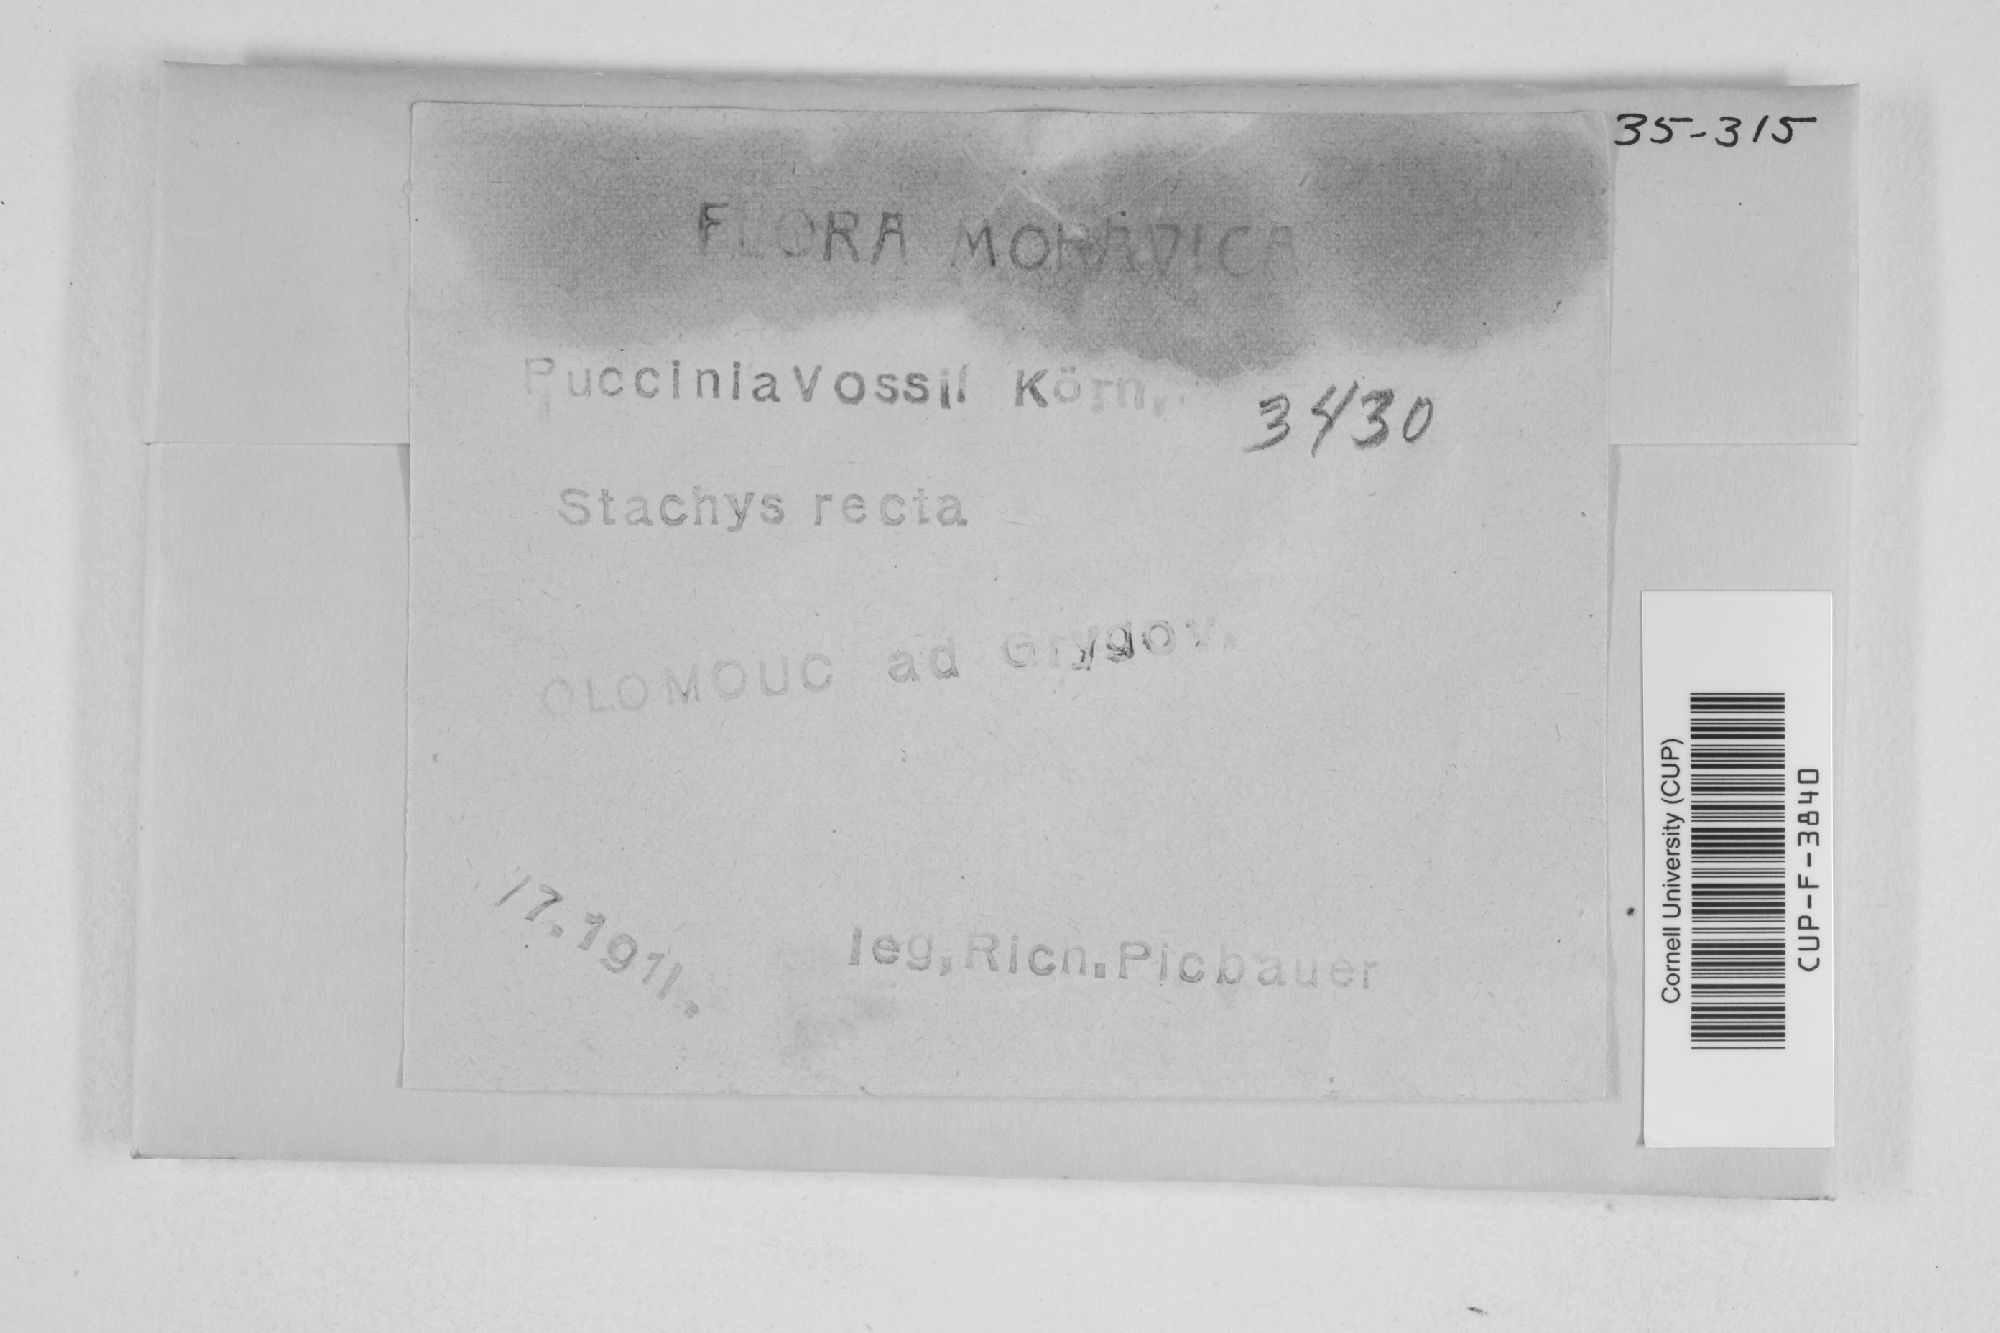 35-315
FLORA MORAVICA
Puccinia Vossii Körn.
3430
Stachys recta
OLOMOUC ad Grygov.
17.1911.
leg. Rich. Picbauer
Cornell University (CUP)
CUP-F-3840